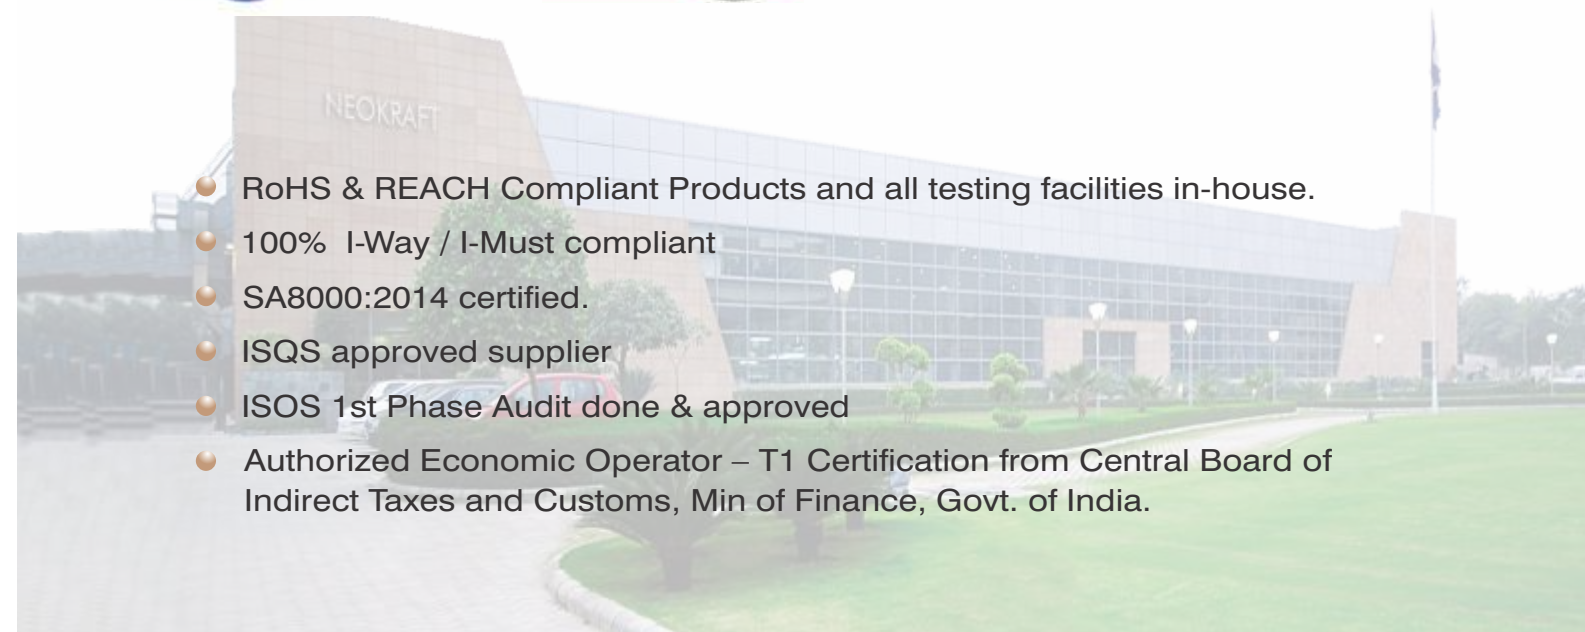 NEOKRAFT
RoHS & REACH Compliant Products and all testing facilities in-house.
100%  I-Way / I-Must compliant
SA8000:2014 certified.
ISQS approved supplier
ISOS 1st Phase Audit done & approved
Authorized Economic Operator – T1 Certification from Central Board of
Indirect Taxes and Customs, Min of Finance, Govt. of India.